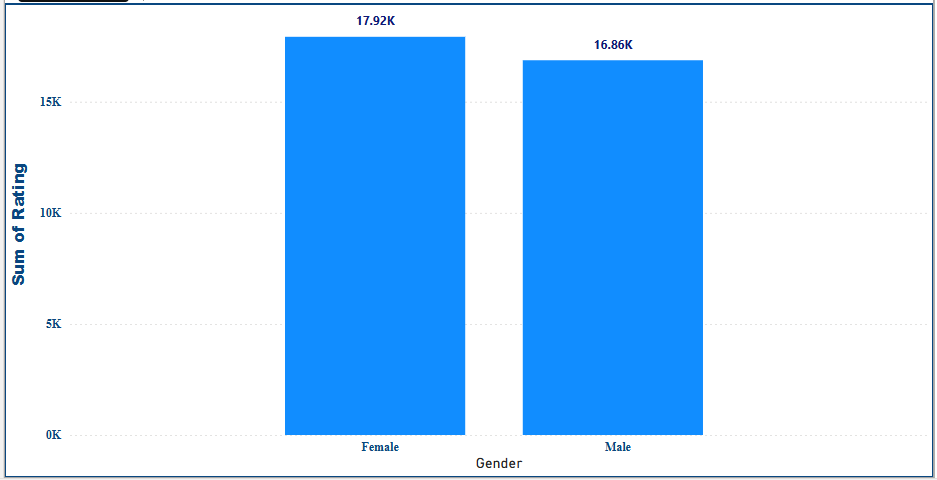 17.92K
16.86K
15K
10K
5K
0K
Sum of Rating
Female
Male
Gender